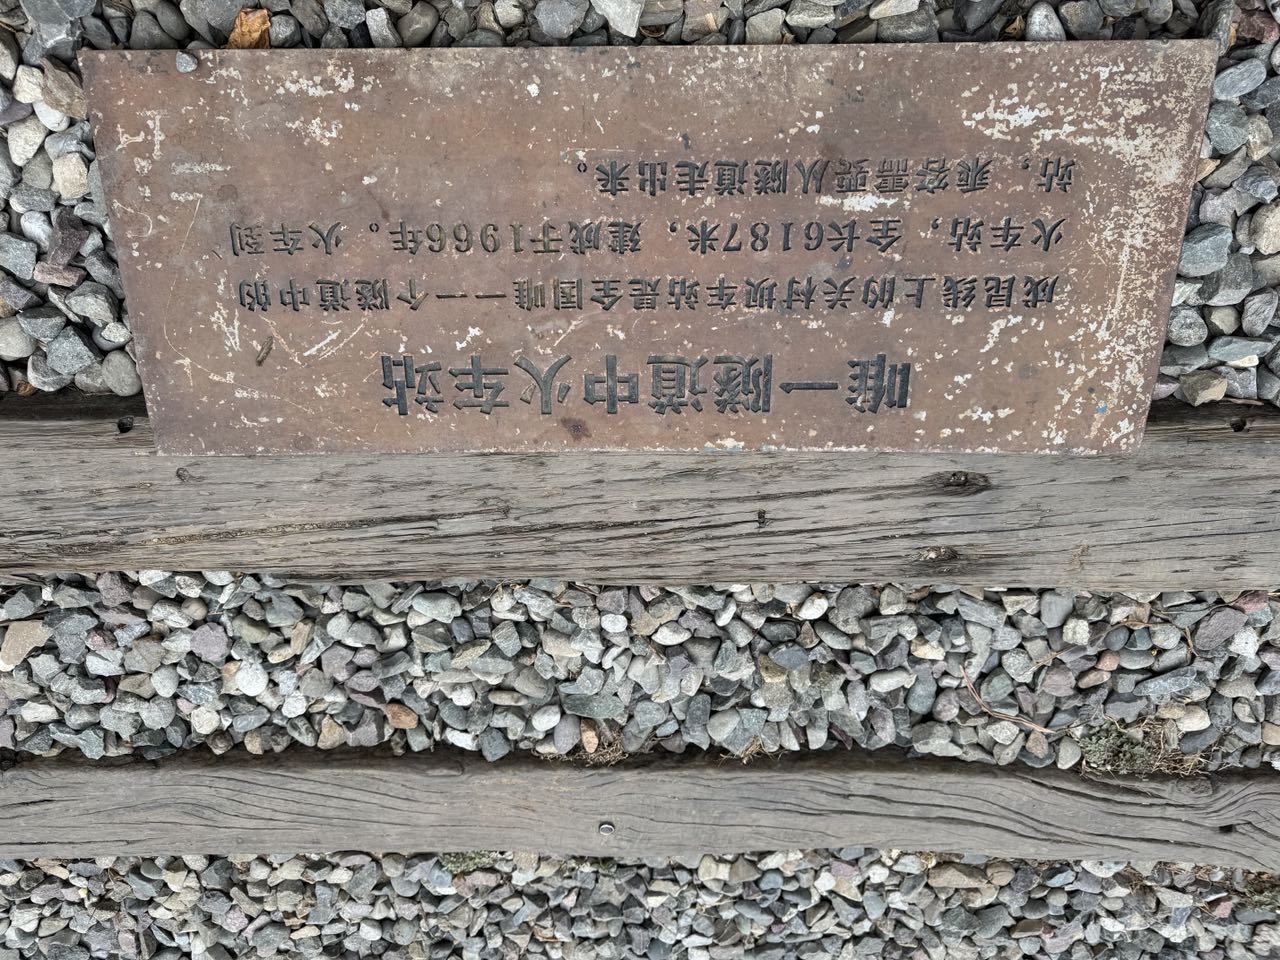 唯一隧道中火车站
成昆线上的关村坝车站是全国唯一一个隧道中的
火车站，全长6187米，建成于1966年。火车到
站，乘客需要从隧道走出来。